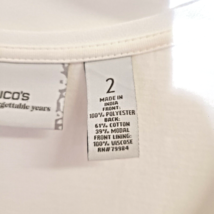 ICO'S
gettable years
2
MADE IN
INDIA
FRONT:
100% POLYESTER
BACK:
61% COTTON
39% MODAL
FRONT LINING:
100% VISCOSE
RN#79984